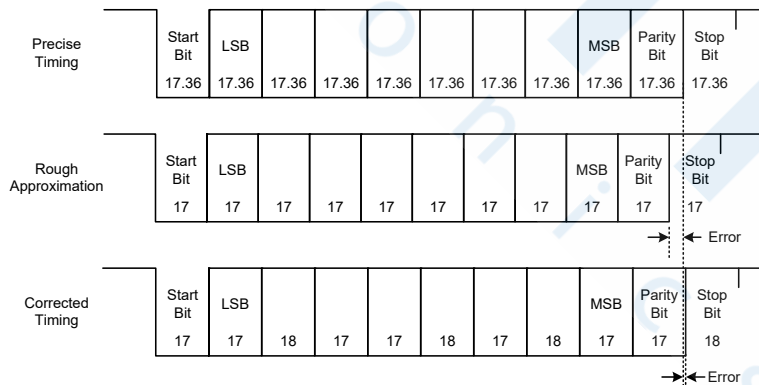 Precise
Timing
Start
Bit
LSB
MSB
Parity
Bit
Stop
Bit
17.36 17.36 17.36 17.36 17.36 17.36 17.36 17.36 17.36 17.36 17.36
Rough
Approximation
Start
Bit
LSB
MSB
Parity
Bit
Stop
Bit
17 17 17 17 17 17 17 17 17 17 17
Error
Corrected
Timing
Start
Bit
LSB
MSB
Parity
Bit
Stop
Bit
17 17 18 17 17 18 17 18 17 17 18
Error